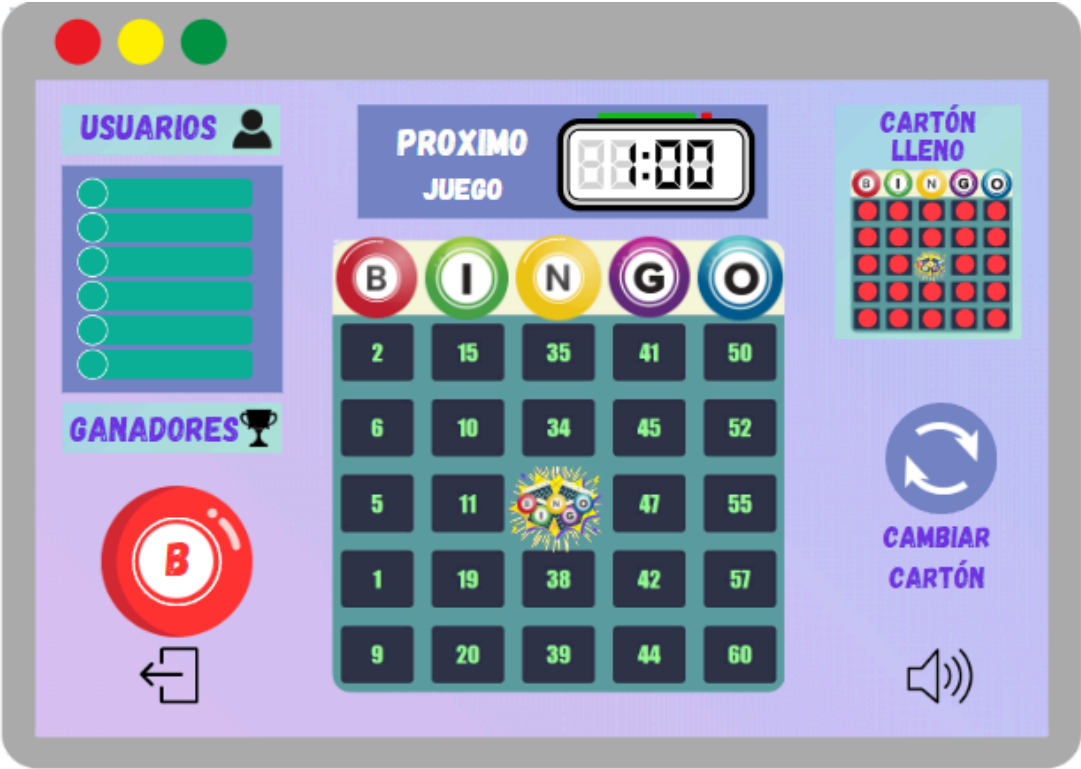 USUARIOS
PROXIMO
JUEGO
1:00
CARTÓN
LLENO
B I N G O
B I N G O
2 15 35 41 50
6 10 34 45 52
5 11 BINGO 47 55
1 19 38 42 57
9 20 39 44 60
GANADORES
B
CAMBIAR
CARTÓN